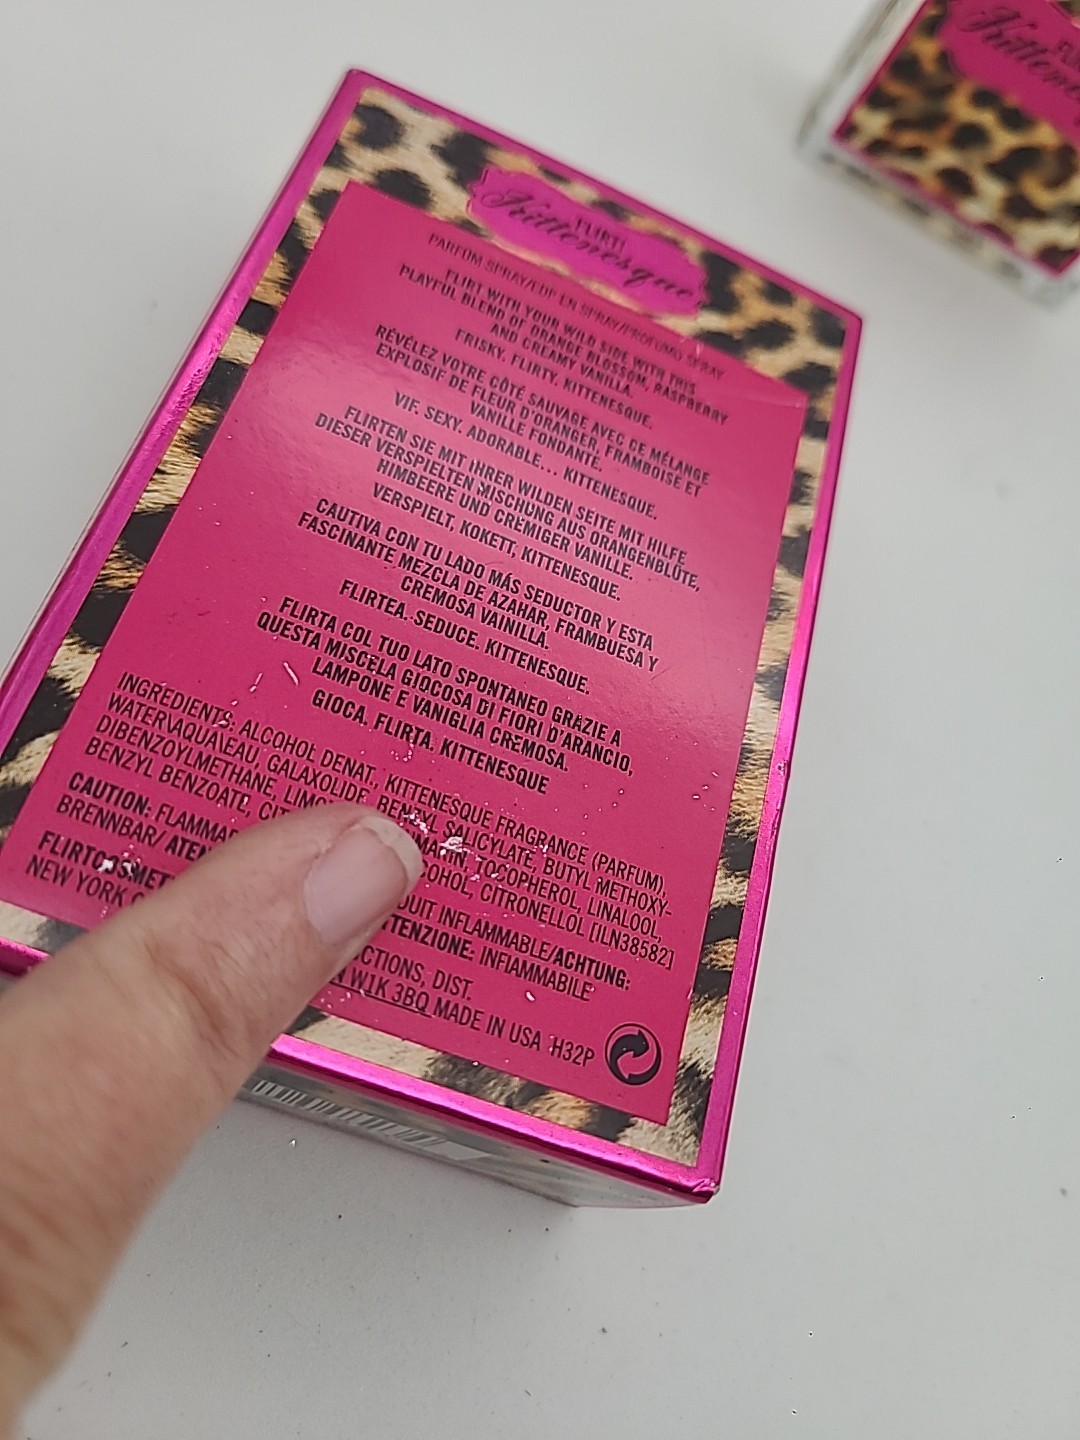 FLIRT!
Kittenesque
PARFUM SPRAY/EDP EN SPRAY/PROFUMO SPRAY
FLIRT WITH YOUR WILD SIDE WITH THIS
PLAYFUL BLEND OF ORANGE BLOSSOM, RASPBERRY
AND CREAMY VANILLA.
FRISKY. FLIRTY. KITTENESQUE.
RÉVÉLEZ VOTRE CÔTÉ SAUVAGE AVEC CE MÉLANGE
EXPLOSIF DE FLEUR D'ORANGER, FRAMBOISE ET
VANILLE FONDANTE.
VIF. SEXY. ADORABLE... KITTENESQUE.
FLIRTEN SIE MIT IHRER WILDEN SEITE MIT HILFE
DIESER VERSPIELTEN MISCHUNG AUS ORANGENBLÜTE,
HIMBEERE UND CREMIGER VANILLE.
VERSPIELT, KOKETT, KITTENESQUE.
CAUTIVA CON TU LADO MÁS SEDUCTOR Y ESTA
FASCINANTE MEZCLA DE AZAHAR, FRAMBUESA Y
CREMOSA VAINILLA.
FLIRTEA. SEDUCE. KITTENESQUE.
FLIRTA COL TUO LATO SPONTANEO GRAZIE A
QUESTA MISCELA GIOCOSA DI FIORI D'ARANCIO,
LAMPONE E VANIGLIA CREMOSA.
GIOCA, FLIRTA. KITTENESQUE
INGREDIENTS: ALCOHOL DENAT, KITTENESQUE FRAGRANCE (PARFUM),
WATER\AQUA\EAU, GALAXOLIDE, BENZYL SALICYLATE, BUTYL METHOXY-
DIBENZOYLMETHANE, TOCOPHEROL, LINALOOL,
BENZYL BENZOATE, CITRONELLOL [ILN38582]
CAUTION: INFLAMMABLE/ACHTUNG:
BRENNBAR/ INFIAMMABILE
DIST.
NEW YORK W1K 3BQ MADE IN USA H32P